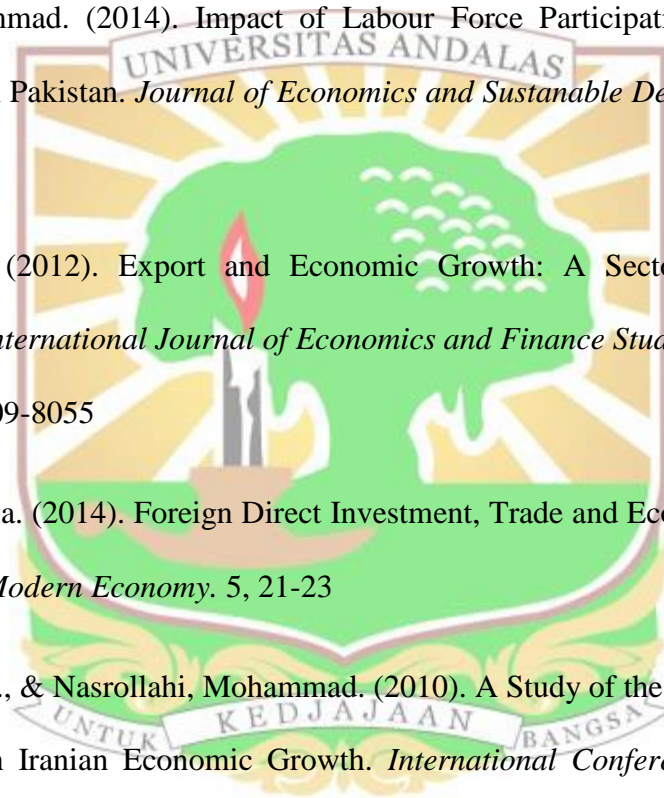 mad. (2014). Impact of Labour Force Participati
UNIVERSITAS ANDALAS
Pakistan. Journal of Economics and Sustanable De
(2012). Export and Economic Growth: A Secto
nternational Journal of Economics and Finance Stud
09-8055
a. (2014). Foreign Direct Investment, Trade and Eco
Modern Economy. 5, 21-23
., & Nasrollahi, Mohammad. (2010). A Study of the
UNTUK KEDJAJAAN BANGSA
n Iranian Economic Growth. International Confer